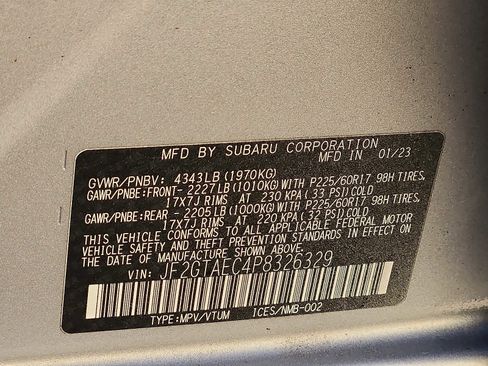 MFD BY SUBARU CORPORATION
MFD IN 01/23
GVWR/PNBV: 4343LB (1970KG)
GAWR/PNBE:FRONT- 2227LB (1010KG) WITH P225/60R17 98H TIRES,
17X7J RIMS, AT 230 KPA (33 PSI) COLD
GAWR/PNBE:REAR - 2205LB (1000KG) WITH P225/60R17 98H TIRES,
17X7J RIMS, AT 220 KPA (32 PSI) COLD
THIS VEHICLE CONFORMS TO ALL APPLICABLE FEDERAL MOTOR
VEHICLE SAFETY AND THEFT PREVENTION STANDARDS IN EFFECT ON
THE DATE OF MANUFACTURE SHOWN ABOVE.
VIN: JF2GTAEC4P8326329
TYPE:MPV/VTUM ICES/NMB-002